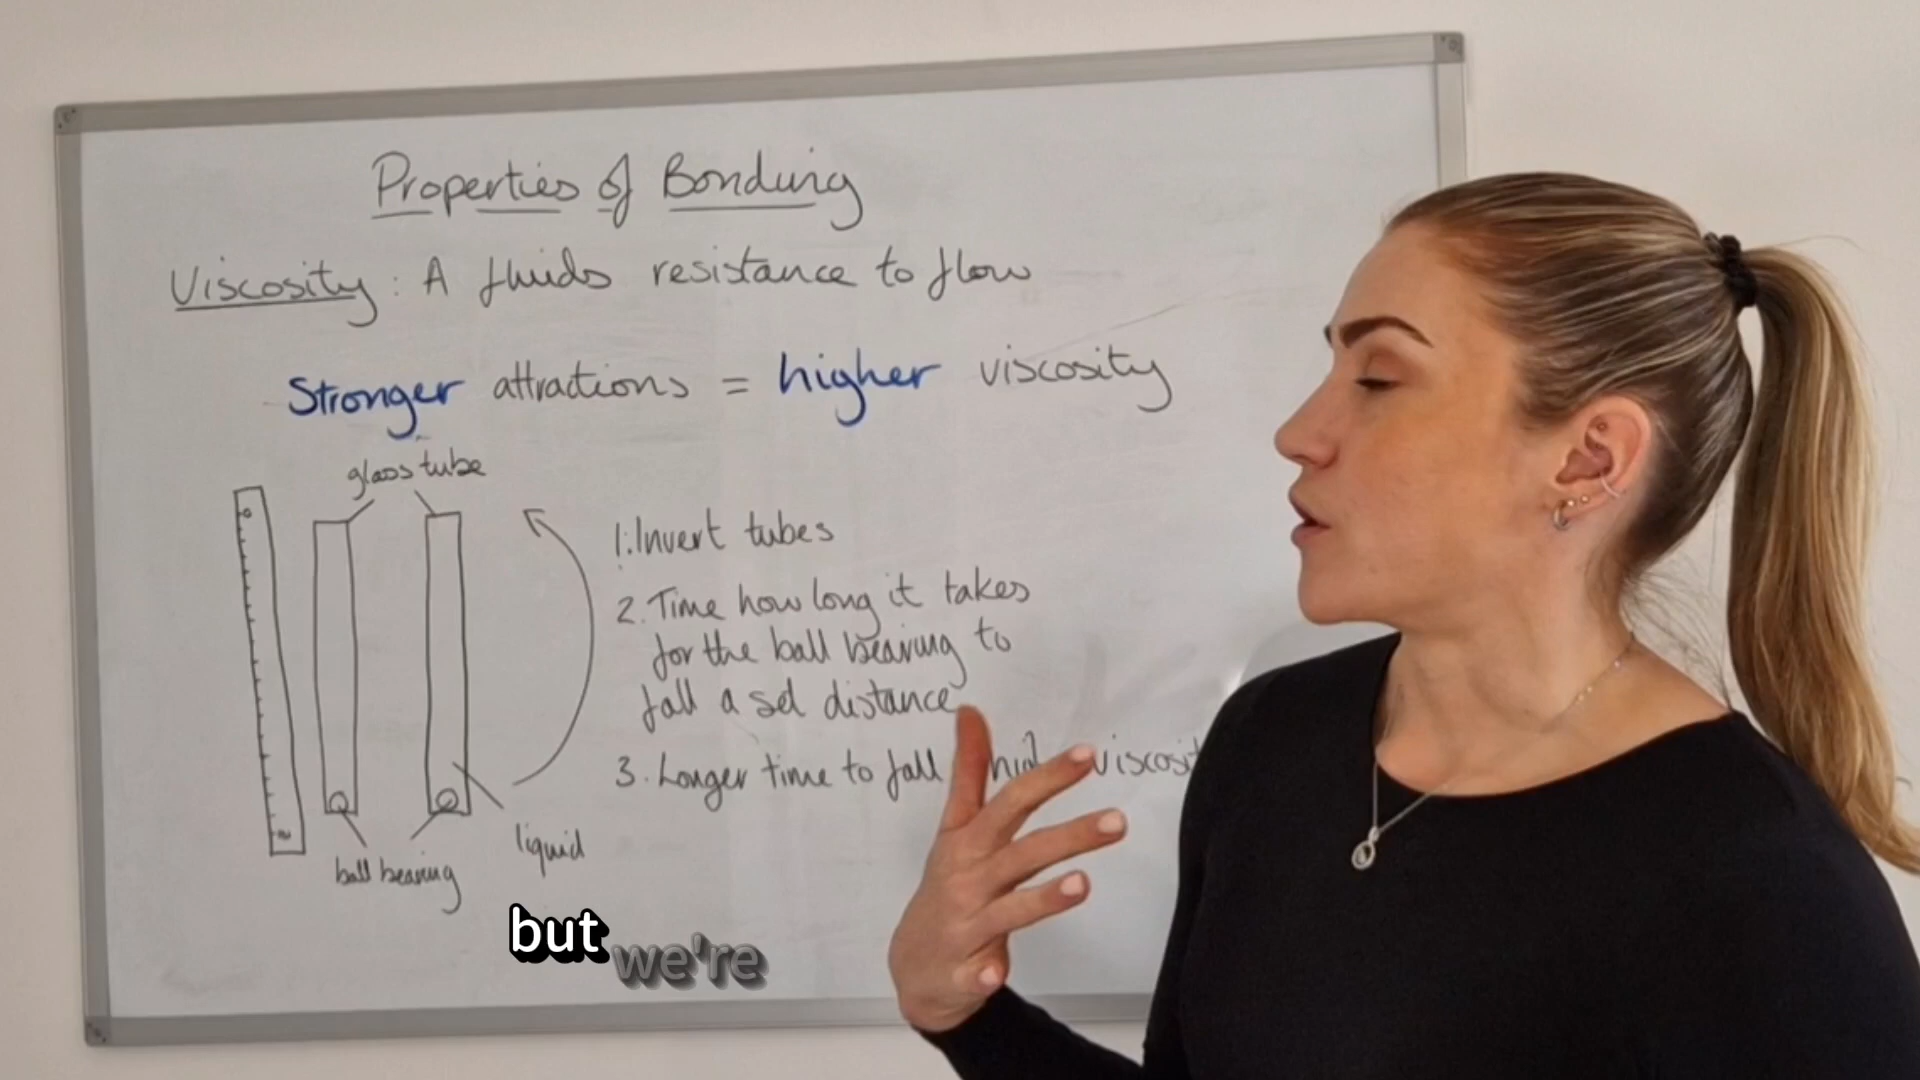 Properties of Bonding
Viscosity: A fluids resistance to flow
Stronger attractions = higher viscosity
glass tube
1. Invert tubes
2. Time how long it takes
for the ball bearing to
fall a set distance
3. Longer time to fall high viscosit
liquid
ball bearing
but we're